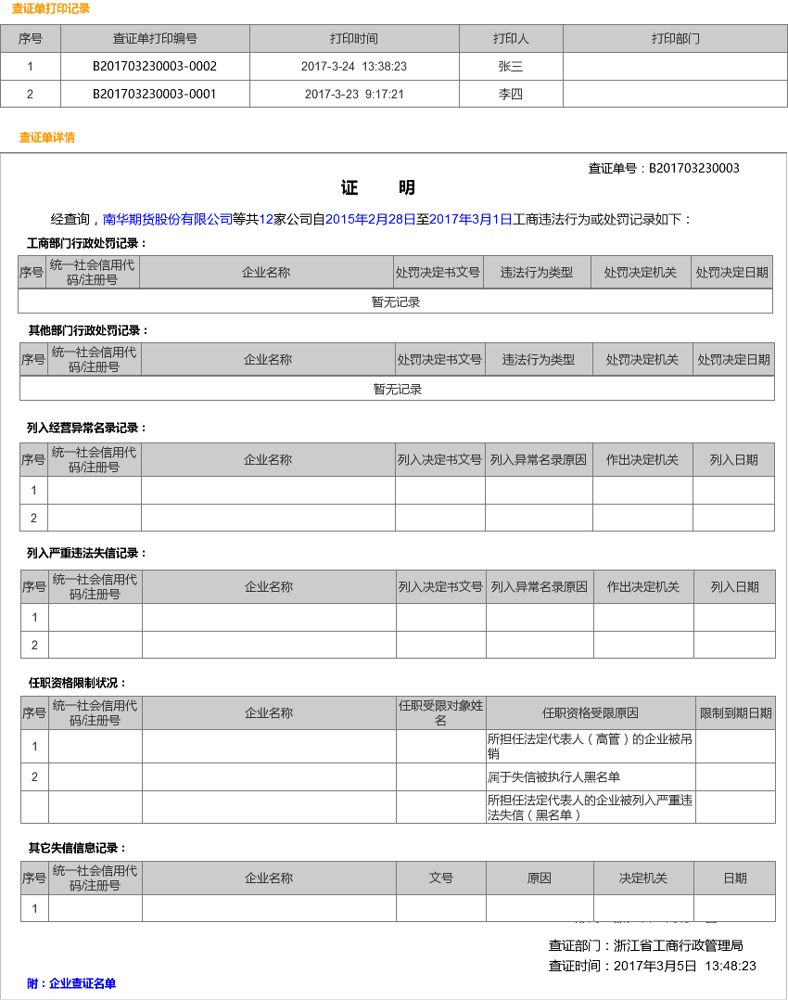 查证单打印记录
序号 查证单打印编号 打印时间 打印人 打印部门
1 B201703230003-0002 2017-3-24 13:38:23 张三
2 B201703230003-0001 2017-3-23 9:17:21 李四
查证单详情
查证单号：B201703230003
证 明
经查询，南华期货股份有限公司等共12家公司自2015年2月28日至2017年3月1日工商违法行为或处罚记录如下：
工商部门行政处罚记录：
序号 统一社会信用代码/注册号 企业名称 处罚决定书文号 违法行为类型 处罚决定机关 处罚决定日期
暂无记录
其他部门行政处罚记录：
序号 统一社会信用代码/注册号 企业名称 处罚决定书文号 违法行为类型 处罚决定机关 处罚决定日期
暂无记录
列入经营异常名录记录：
序号 统一社会信用代码/注册号 企业名称 列入决定书文号 列入异常名录原因 作出决定机关 列入日期
1
2
列入严重违法失信记录：
序号 统一社会信用代码/注册号 企业名称 列入决定书文号 列入异常名录原因 作出决定机关 列入日期
1
2
任职资格限制状况：
序号 统一社会信用代码/注册号 企业名称 任职受限对象姓名 任职资格受限原因 限制到期日期
1 所担任法定代表人（高管）的企业被吊销
2 属于失信被执行人黑名单
所担任法定代表人的企业被列入严重违法失信（黑名单）
其它失信信息记录：
序号 统一社会信用代码/注册号 企业名称 文号 原因 决定机关 日期
1
查证部门：浙江省工商行政管理局
查证时间：2017年3月5日 13:48:23
附：企业查证名单